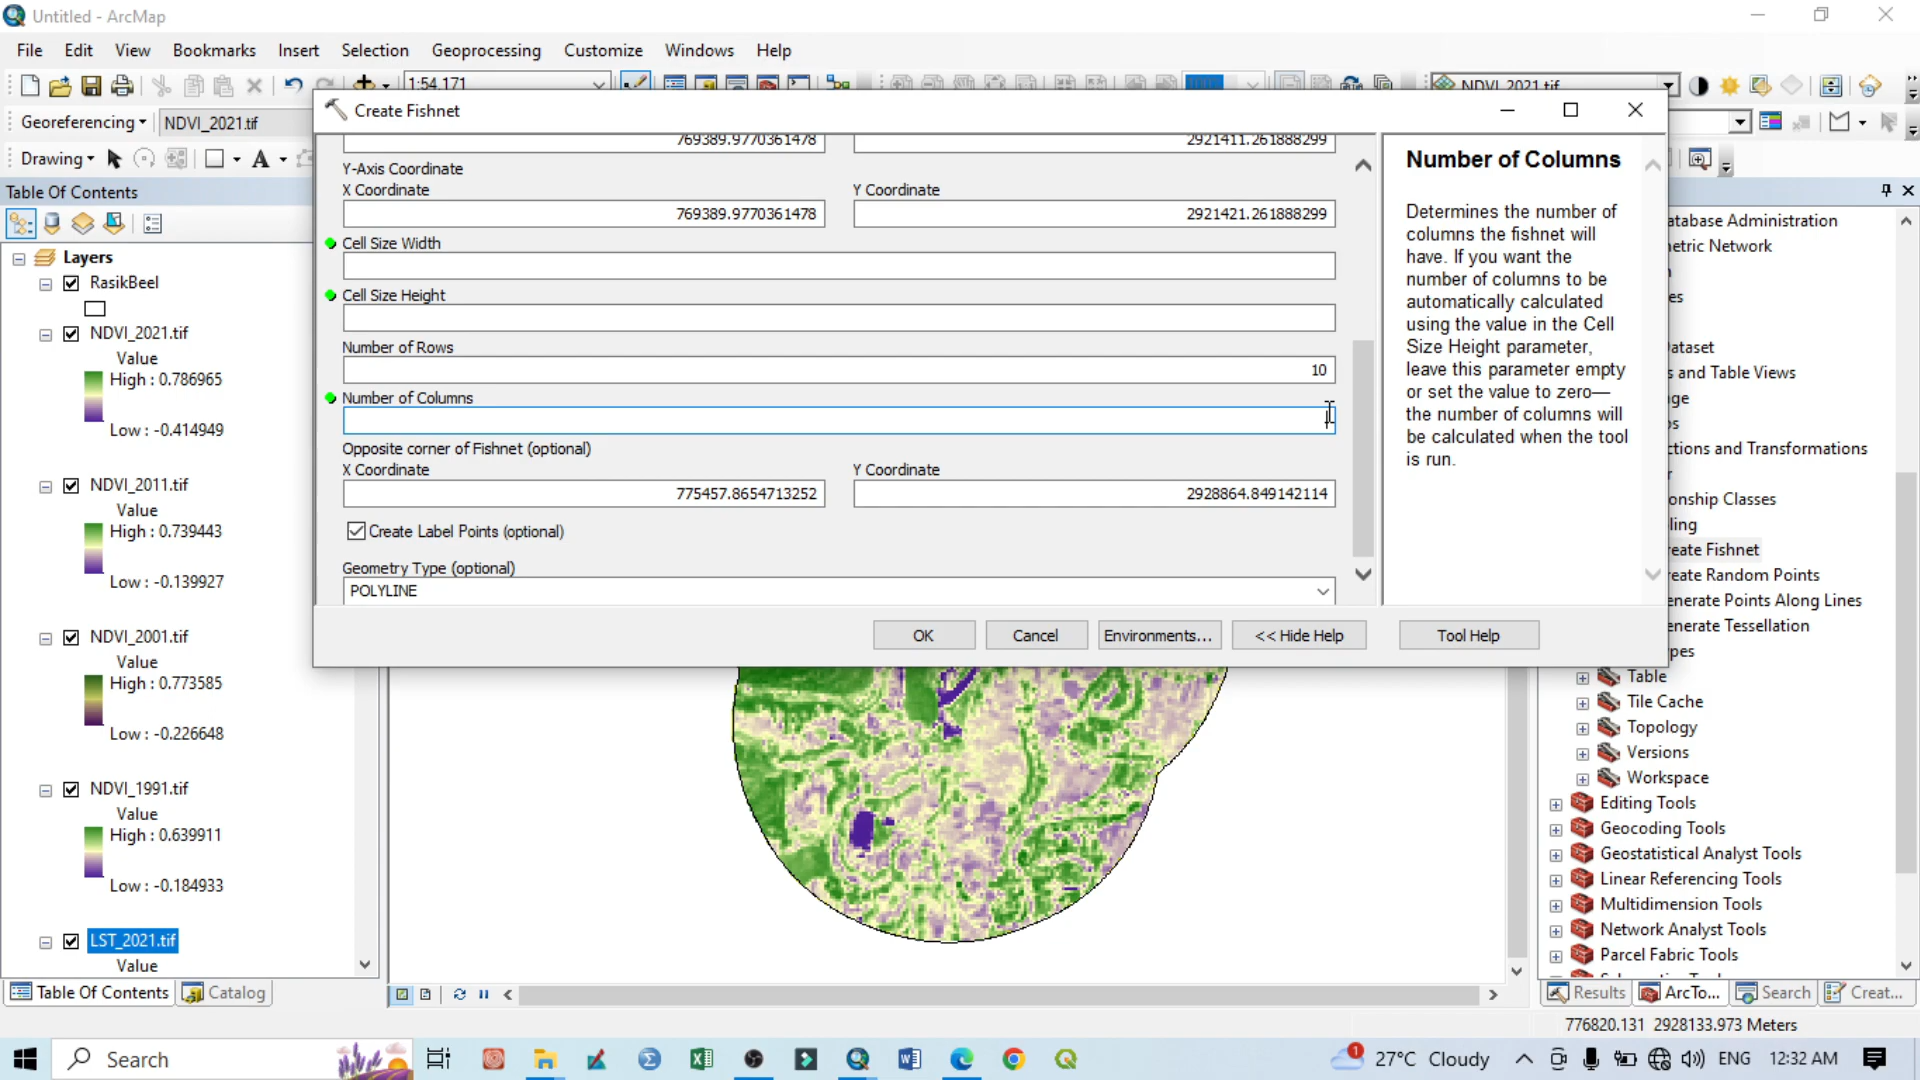 Untitled - ArcMap
File Edit View Bookmarks Insert Selection Geoprocessing Customize Windows Help
1:54,171
NDVI_2021.tif
Create Fishnet
Georeferencing NDVI_2021.tif
Drawing
769389.9770361478 2921411.261888299
Y-Axis Coordinate
X Coordinate Y Coordinate
769389.9770361478 2921421.261888299
Cell Size Width
Cell Size Height
Number of Rows
10
Number of Columns
Opposite corner of Fishnet (optional)
X Coordinate Y Coordinate
775457.8654713252 2928864.849142114
Create Label Points (optional)
Geometry Type (optional)
POLYLINE
OK Cancel Environments... << Hide Help Tool Help
Number of Columns
Determines the number of
columns the fishnet will
have. If you want the
number of columns to be
automatically calculated
using the value in the Cell
Size Height parameter,
leave this parameter empty
or set the value to zero—
the number of columns will
be calculated when the tool
is run.
Table Of Contents
Layers
RasikBeel
NDVI_2021.tif
Value
High : 0.786965
Low : -0.414949
NDVI_2011.tif
Value
High : 0.739443
Low : -0.139927
NDVI_2001.tif
Value
High : 0.773585
Low : -0.226648
NDVI_1991.tif
Value
High : 0.639911
Low : -0.184933
LST_2021.tif
Value
Table Of Contents Catalog
atabase Administration
metric Network
n
es
ataset
s and Table Views
ge
ps
ctions and Transformations
r
onship Classes
ling
reate Fishnet
reate Random Points
enerate Points Along Lines
enerate Tessellation
pes
Table
Tile Cache
Topology
Versions
Workspace
Editing Tools
Geocoding Tools
Geostatistical Analyst Tools
Linear Referencing Tools
Multidimension Tools
Network Analyst Tools
Parcel Fabric Tools
Results ArcTo... Search Creat...
776820.131 2928133.973 Meters
Search
1
27°C Cloudy
ENG
12:32 AM